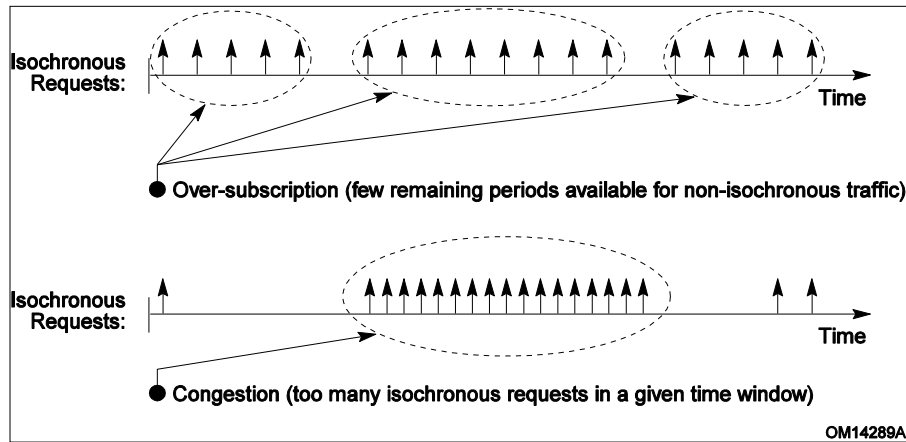 Isochronous
Requests:
Time
Over-subscription (few remaining periods available for non-isochronous traffic)
Isochronous
Requests:
Time
Congestion (too many isochronous requests in a given time window)
OM14289A